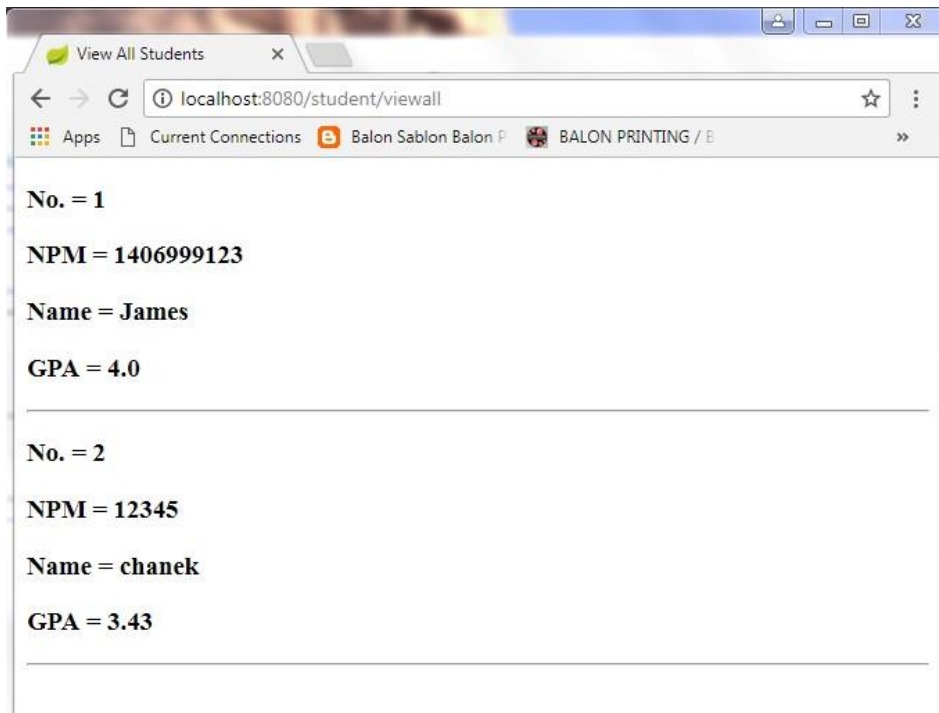 View All Students
localhost:8080/student/viewall
Apps Current Connections Balon Sablon Balon P BALON PRINTING / B
No. = 1
NPM = 1406999123
Name = James
GPA = 4.0
No. = 2
NPM = 12345
Name = chanek
GPA = 3.43